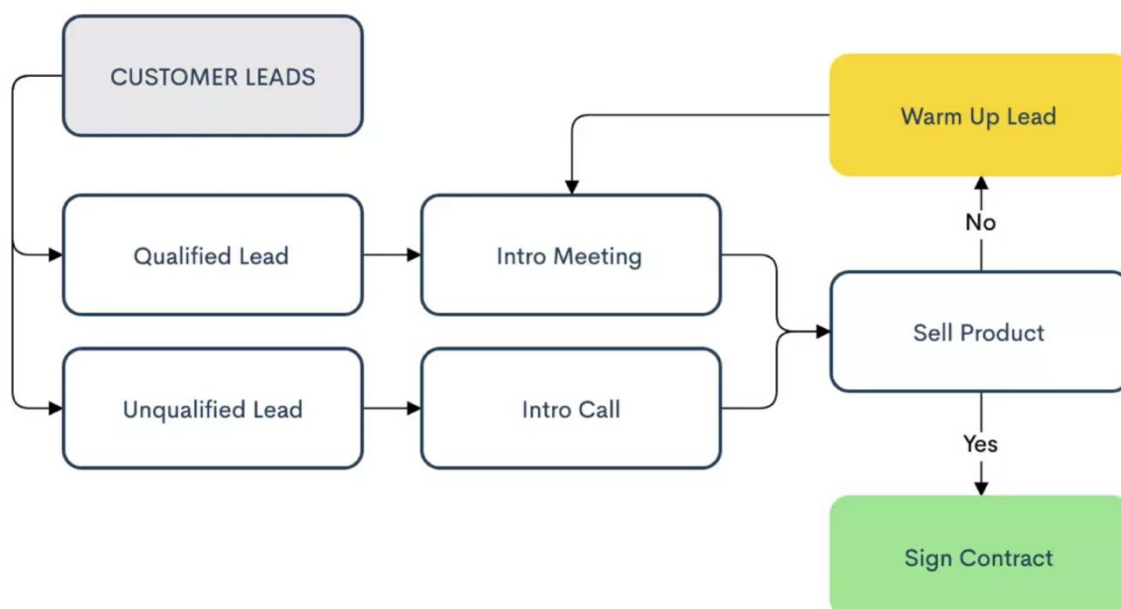 CUSTOMER LEADS
Warm Up Lead
No
Qualified Lead
Intro Meeting
Sell Product
Unqualified Lead
Intro Call
Yes
Sign Contract